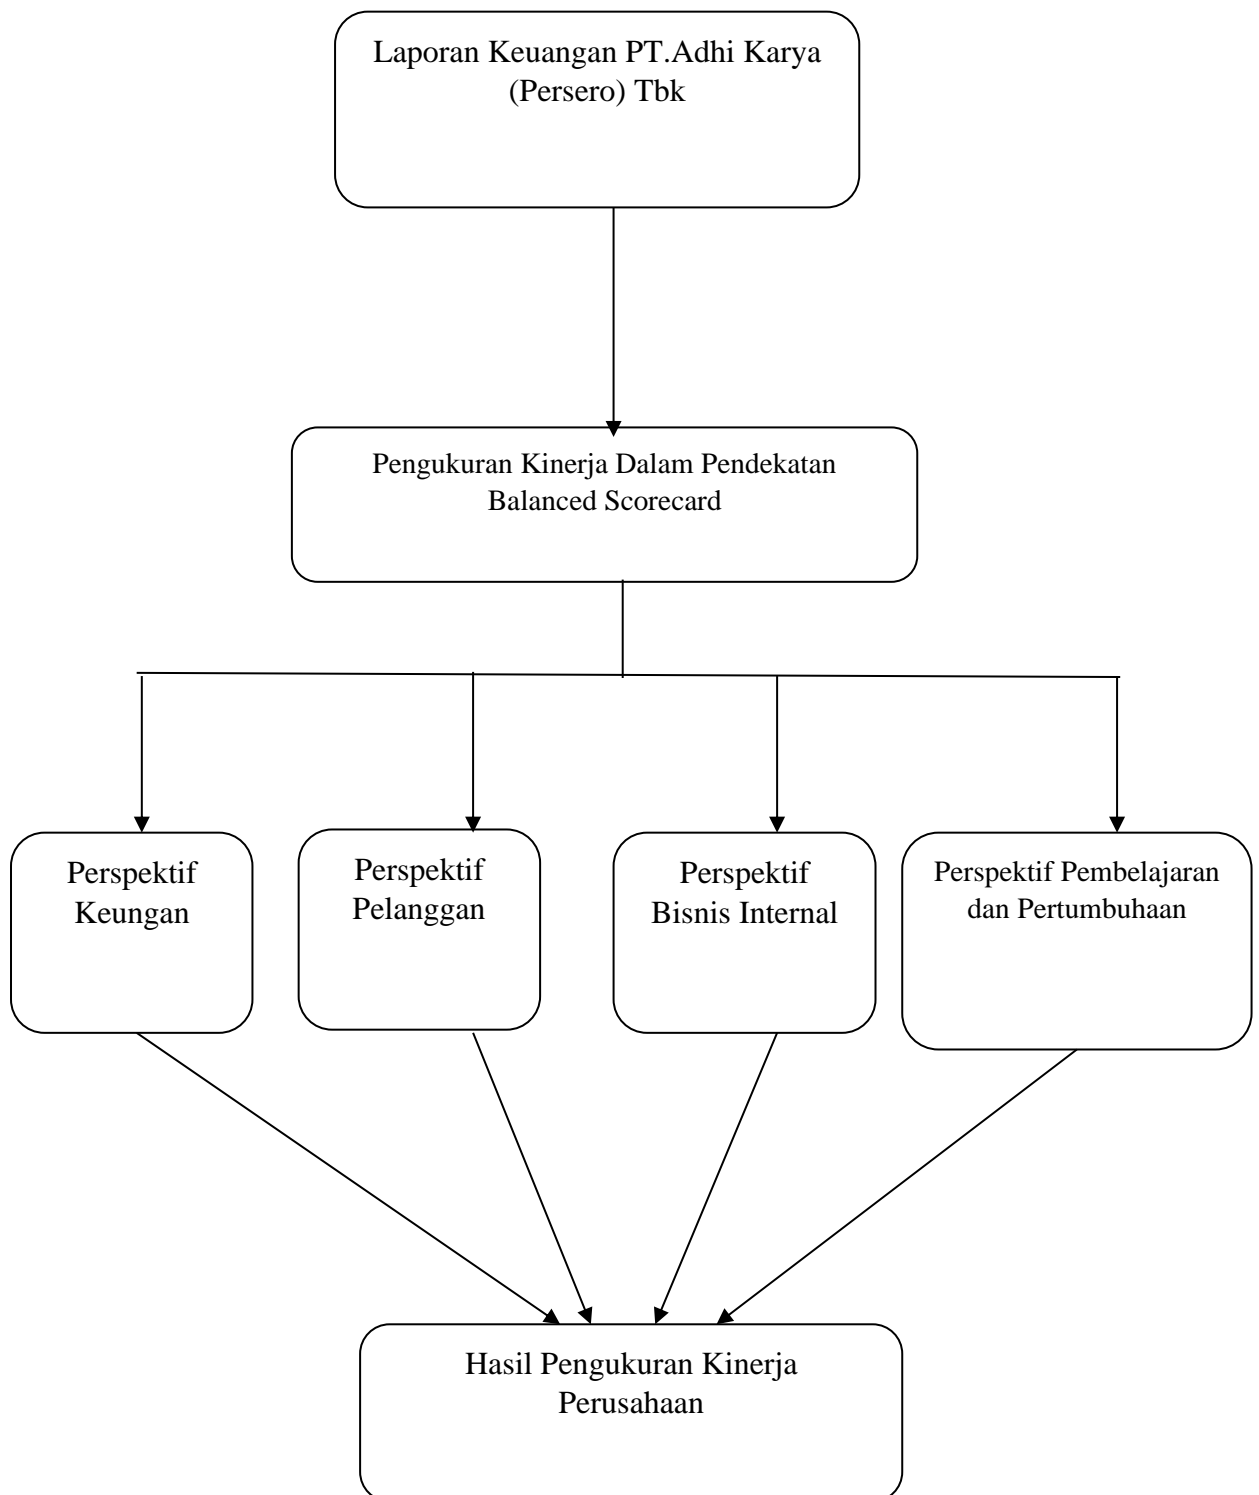 Laporan Keuangan PT.Adhi Karya
(Persero) Tbk
Pengukuran Kinerja Dalam Pendekatan
Balanced Scorecard
Perspektif
Keungan
Perspektif
Pelanggan
Perspektif
Bisnis Internal
Perspektif Pembelajaran
dan Pertumbuhaan
Hasil Pengukuran Kinerja
Perusahaan